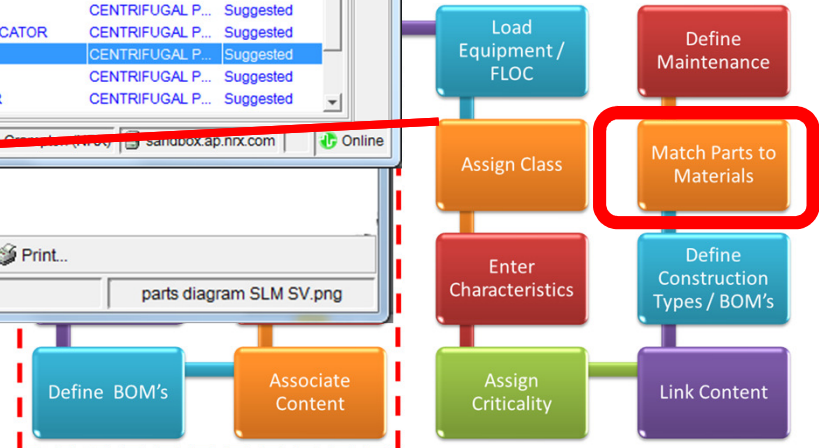 CENTRIFUGAL P... Suggested
CATOR CENTRIFUGAL P... Suggested
CENTRIFUGAL P... Suggested
CENTRIFUGAL P... Suggested
CENTRIFUGAL P... Suggested
sandbox.ap.nrx.com Online
Print...
parts diagram SLM SV.png
Load
Equipment /
FLOC
Define
Maintenance
Assign Class
Match Parts to
Materials
Enter
Characteristics
Define
Construction
Types / BOM's
Define BOM's
Associate
Content
Assign
Criticality
Link Content